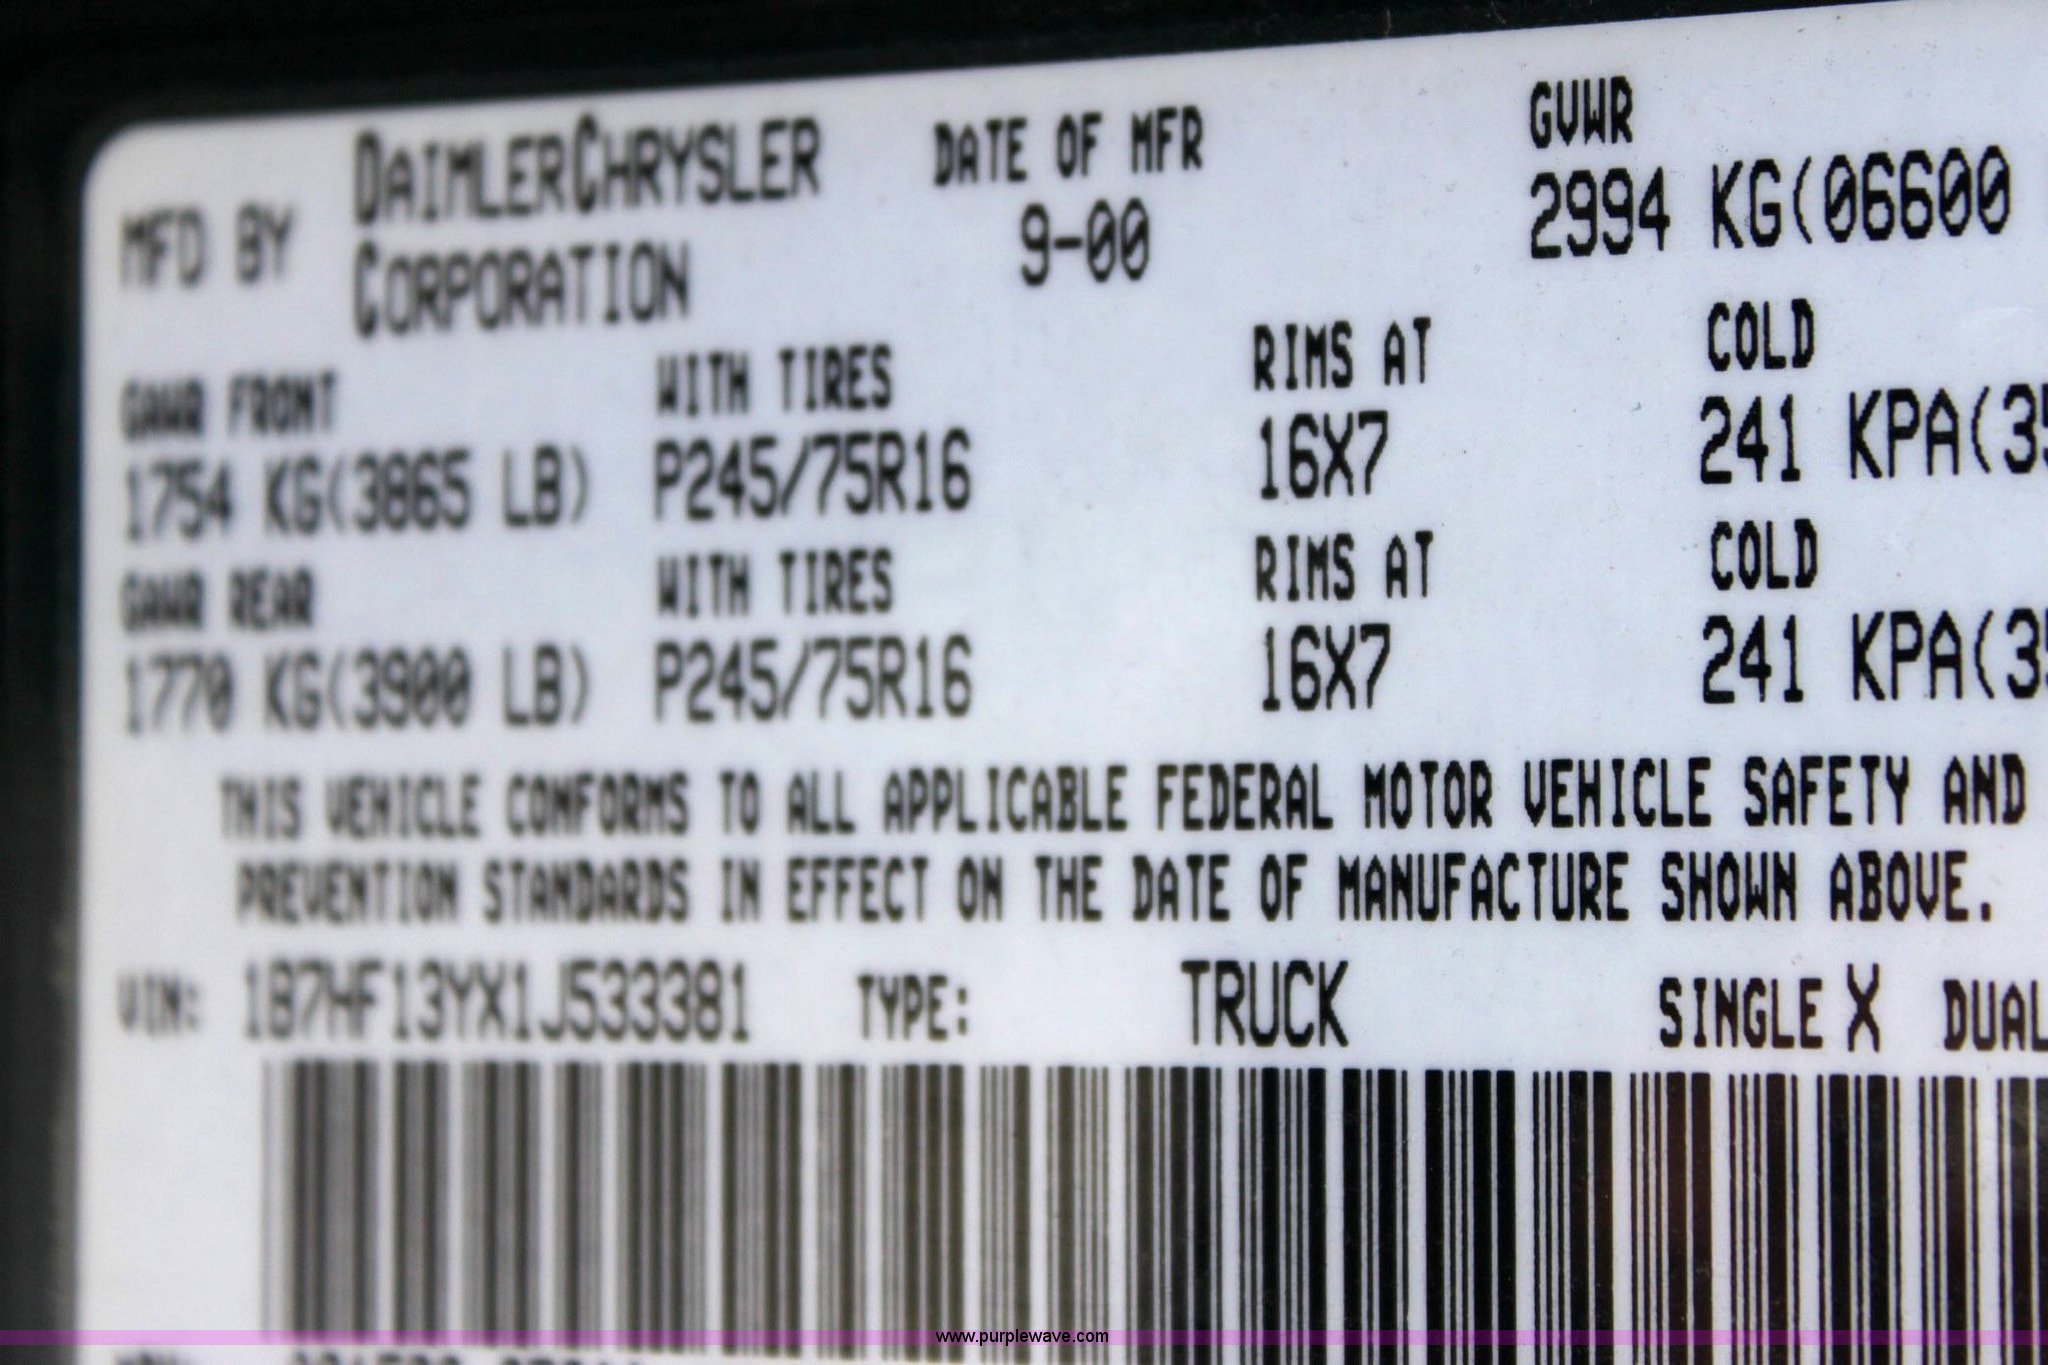 MFD BY DAIMLERCHRYSLER CORPORATION
DATE OF MFR
9-00
GVWR
2994 KG(06600
GAWR FRONT WITH TIRES RIMS AT COLD
1754 KG(3865 LB) P245/75R16 16X7 241 KPA(35
GAWR REAR WITH TIRES RIMS AT COLD
1770 KG(3900 LB) P245/75R16 16X7 241 KPA(3
THIS VEHICLE CONFORMS TO ALL APPLICABLE FEDERAL MOTOR VEHICLE SAFETY AND
PREVENTION STANDARDS IN EFFECT ON THE DATE OF MANUFACTURE SHOWN ABOVE.
VIN: 1B7HF13YX1J533381 TYPE: TRUCK SINGLE X DUAL
www.purplewave.com